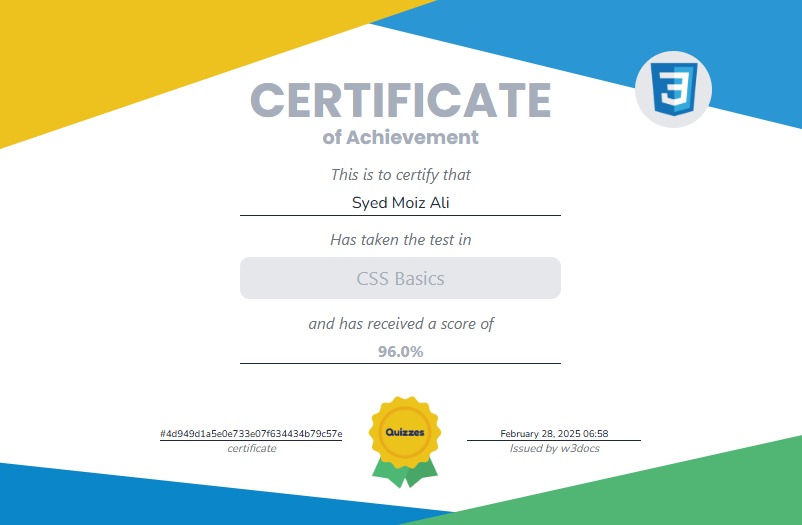 CERTIFICATE
of Achievement
This is to certify that
Syed Moiz Ali
Has taken the test in
CSS Basics
and has received a score of
96.0%
#4d949d1a5e0e733e07f634434b79c57e
certificate
Quizzes
February 28, 2025 06:58
Issued by w3docs